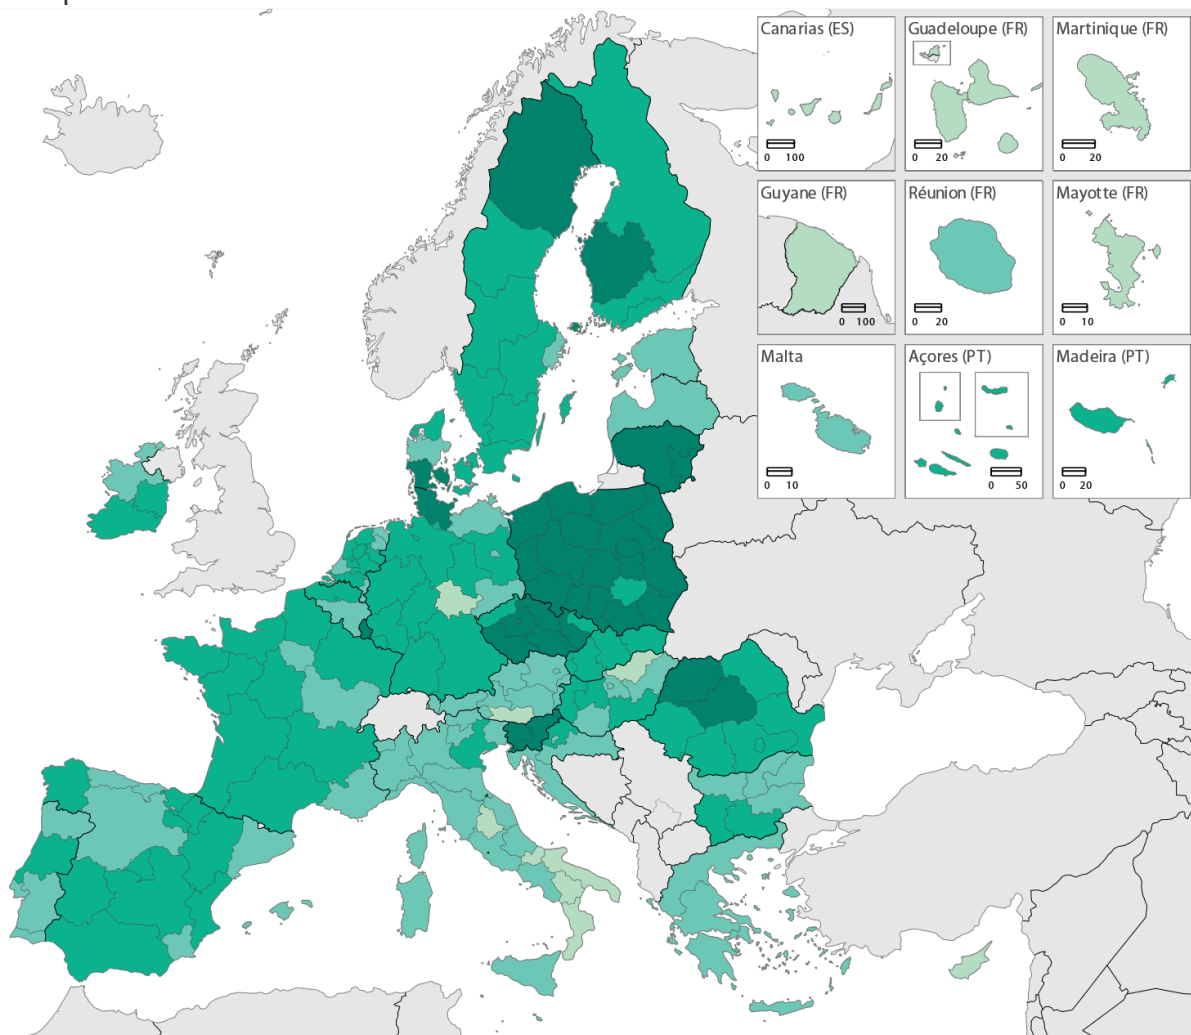 Canarias (ES)
0 100
Guadeloupe (FR)
0 20
Martinique (FR)
0 20
Guyane (FR)
0 100
Réunion (FR)
0 20
Mayotte (FR)
0 10
Malta
0 10
Açores (PT)
0 50
Madeira (PT)
0 20